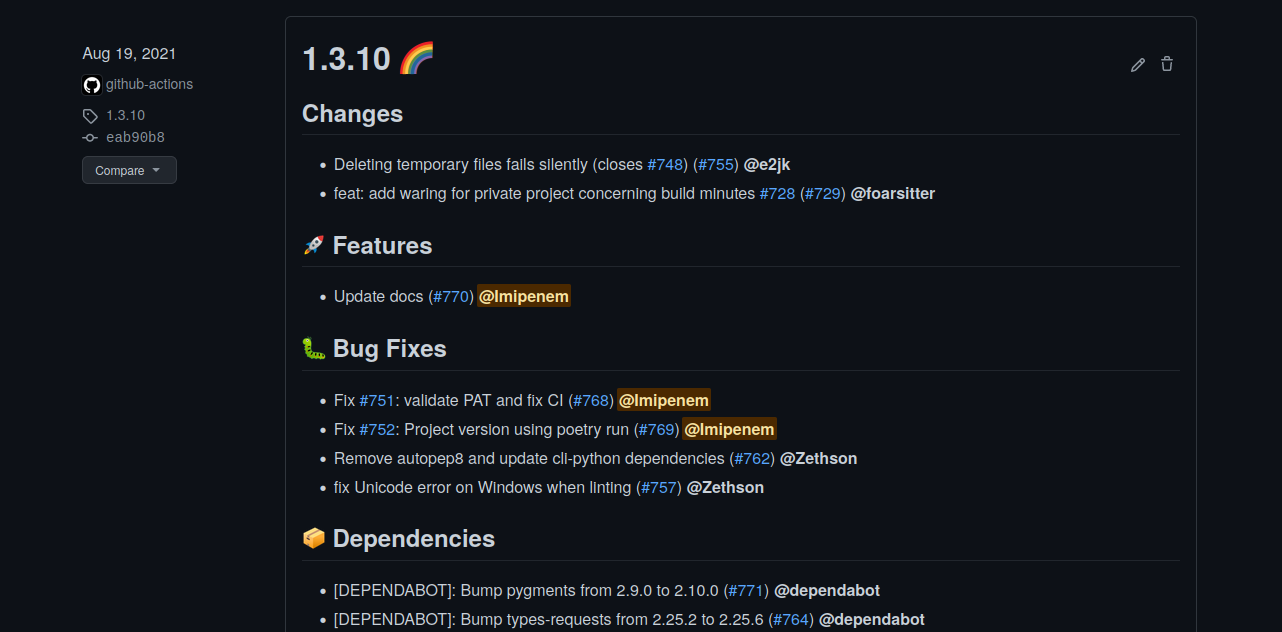 Aug 19, 2021
github-actions
1.3.10
eab90b8
Compare
1.3.10 🌈
Changes
• Deleting temporary files fails silently (closes #748) (#755) @e2jk
• feat: add waring for private project concerning build minutes #728 (#729) @foarsitter
🚀 Features
• Update docs (#770) @Imipenem
🐛 Bug Fixes
• Fix #751: validate PAT and fix CI (#768) @Imipenem
• Fix #752: Project version using poetry run (#769) @Imipenem
• Remove autopep8 and update cli-python dependencies (#762) @Zethson
• fix Unicode error on Windows when linting (#757) @Zethson
📦 Dependencies
• [DEPENDABOT]: Bump pygments from 2.9.0 to 2.10.0 (#771) @dependabot
• [DEPENDABOT]: Bump types-requests from 2.25.2 to 2.25.6 (#764) @dependabot